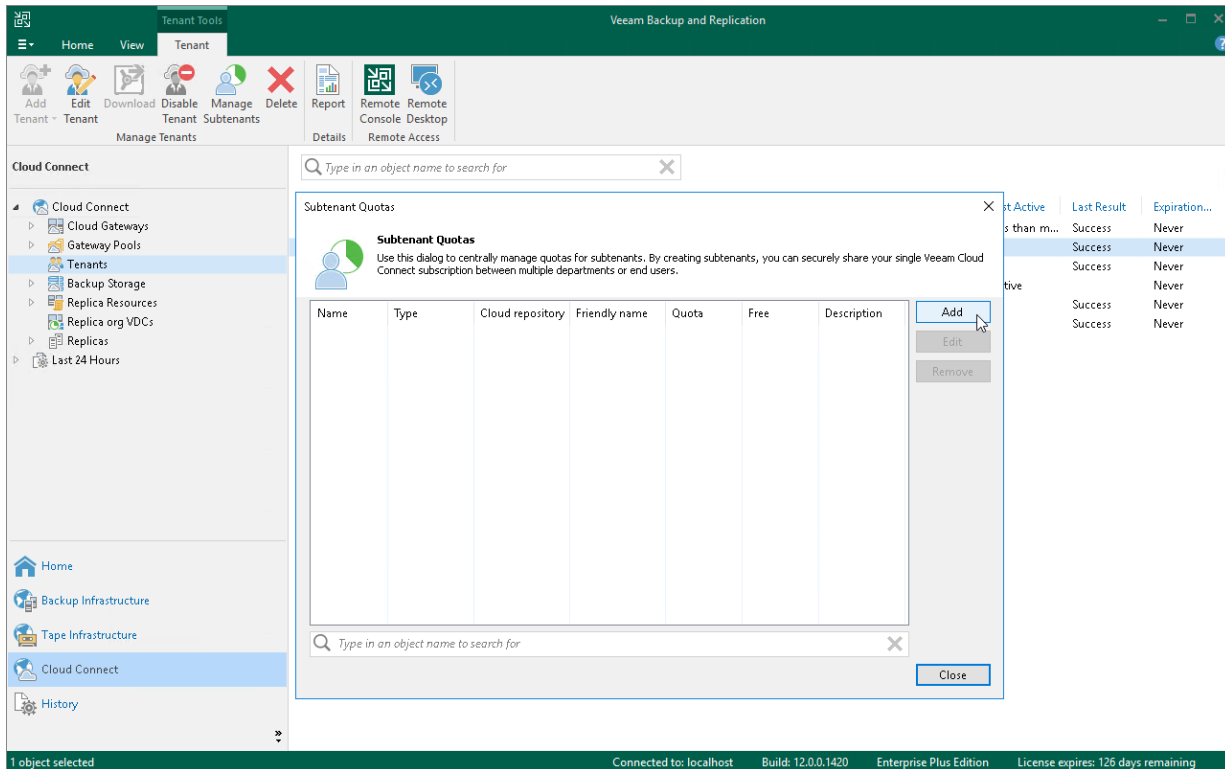 Tenant Tools
Veeam Backup and Replication
Home View Tenant
Add Tenant
Edit Tenant
Download
Disable Tenant
Manage Subtenants
Delete
Report
Remote Console
Remote Desktop
Manage Tenants
Details
Remote Access
Cloud Connect
Type in an object name to search for
Cloud Connect
Cloud Gateways
Gateway Pools
Tenants
Backup Storage
Replica Resources
Replica org VDCs
Replicas
Last 24 Hours
Subtenant Quotas
Subtenant Quotas
Use this dialog to centrally manage quotas for subtenants. By creating subtenants, you can securely share your single Veeam Cloud
Connect subscription between multiple departments or end users.
Name Type Cloud repository Friendly name Quota Free Description
Add
Edit
Remove
Type in an object name to search for
Close
st Active Last Result Expiration...
s than m... Success Never
Success Never
Success Never
tive Never
Success Never
Success Never
Home
Backup Infrastructure
Tape Infrastructure
Cloud Connect
History
1 object selected
Connected to: localhost Build: 12.0.0.1420 Enterprise Plus Edition License expires: 126 days remaining